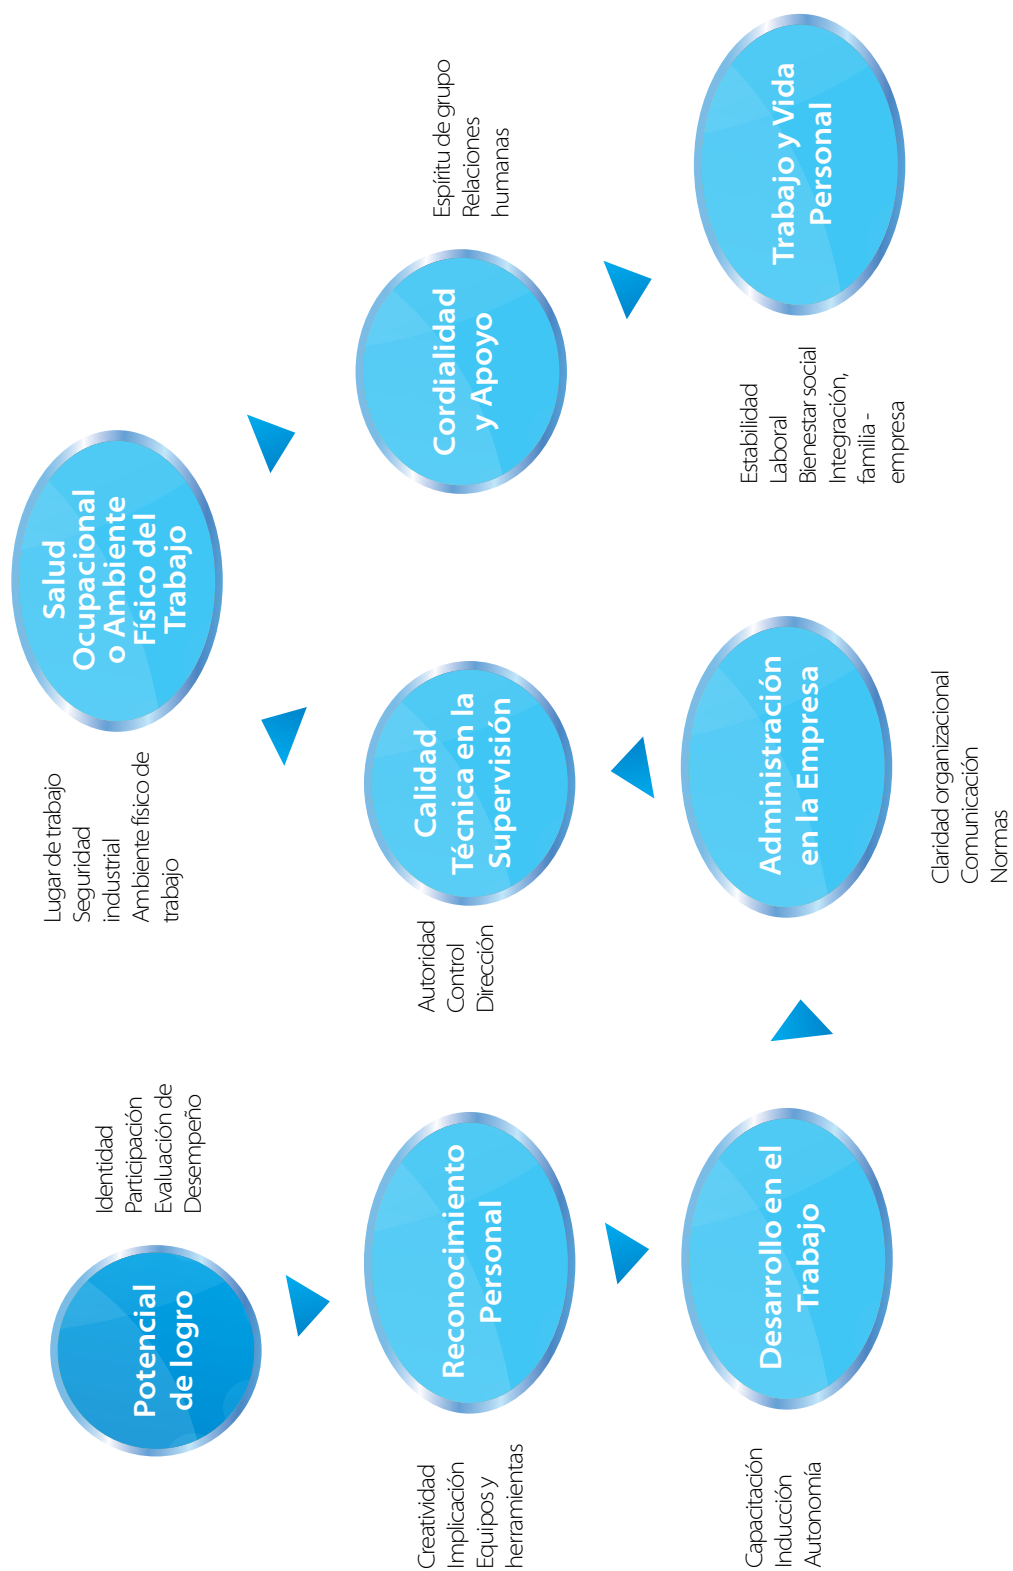 Potencial
de logro
Identidad
Participación
Evaluación de
Desempeño
Creatividad
Implicación
Equipos y
herramientas
Reconocimiento
Personal
Capacitación
Inducción
Autonomía
Desarrollo en el
Trabajo
Administración
en la Empresa
Claridad organizacional
Comunicación
Normas
Autoridad
Control
Dirección
Calidad
Técnica en la
Supervisión
Lugar de trabajo
Seguridad
industrial
Ambiente físico de
trabajo
Salud
Ocupacional
o Ambiente
Físico del
Trabajo
Cordialidad
y Apoyo
Espíritu de grupo
Relaciones
humanas
Estabilidad
Laboral
Bienestar social
Integración,
familia -
empresa
Trabajo y Vida
Personal